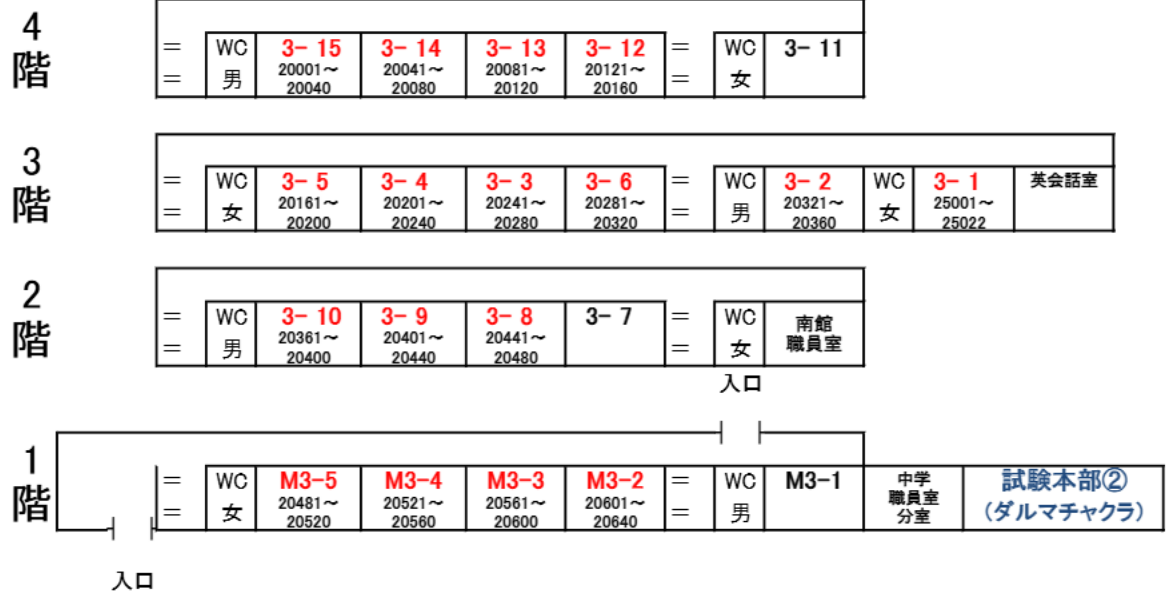 4
階
=
=
WC
男
3- 15
20001～
20040
3- 14
20041～
20080
3- 13
20081～
20120
3- 12
20121～
20160
=
=
WC
女
3- 11
3
階
=
=
WC
女
3- 5
20161～
20200
3- 4
20201～
20240
3- 3
20241～
20280
3- 6
20281～
20320
=
=
WC
男
3- 2
20321～
20360
WC
女
3- 1
25001～
25022
英会話室
2
階
=
=
WC
男
3- 10
20361～
20400
3- 9
20401～
20440
3- 8
20441～
20480
3- 7
=
=
WC
女
南館
職員室
入口
1
階
=
=
WC
女
M3-5
20481～
20520
M3-4
20521～
20560
M3-3
20561～
20600
M3-2
20601～
20640
=
=
WC
男
M3-1
中学
職員室
分室
試験本部②
（ダルマチャクラ）
入口